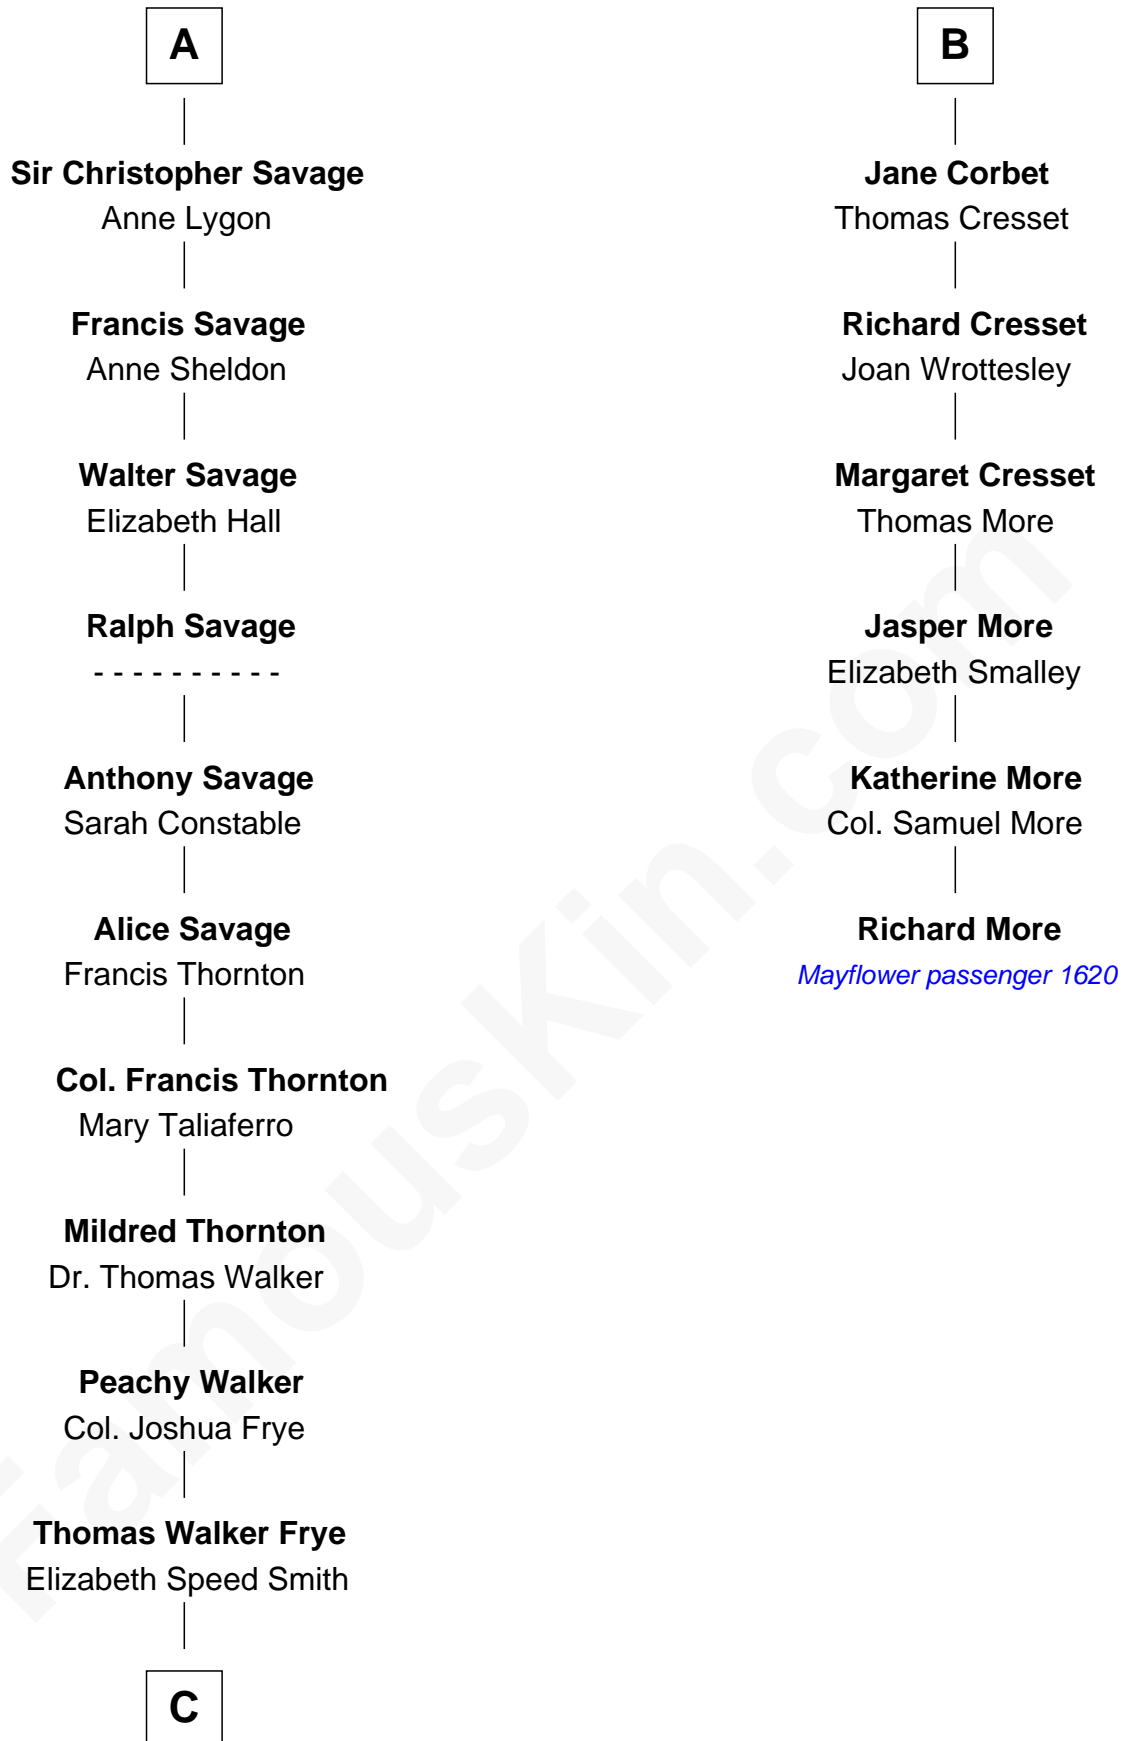 A
Sir Christopher Savage
Anne Lygon
Francis Savage
Anne Sheldon
Walter Savage
Elizabeth Hall
Ralph Savage
- - - - - - - - - -
Anthony Savage
Sarah Constable
Alice Savage
Francis Thornton
Col. Francis Thornton
Mary Taliaferro
Mildred Thornton
Dr. Thomas Walker
Peachy Walker
Col. Joshua Frye
Thomas Walker Frye
Elizabeth Speed Smith
C
B
Jane Corbet
Thomas Cresset
Richard Cresset
Joan Wrottesley
Margaret Cresset
Thomas More
Jasper More
Elizabeth Smalley
Katherine More
Col. Samuel More
Richard More
Mayflower passenger 1620
FamousKin.com